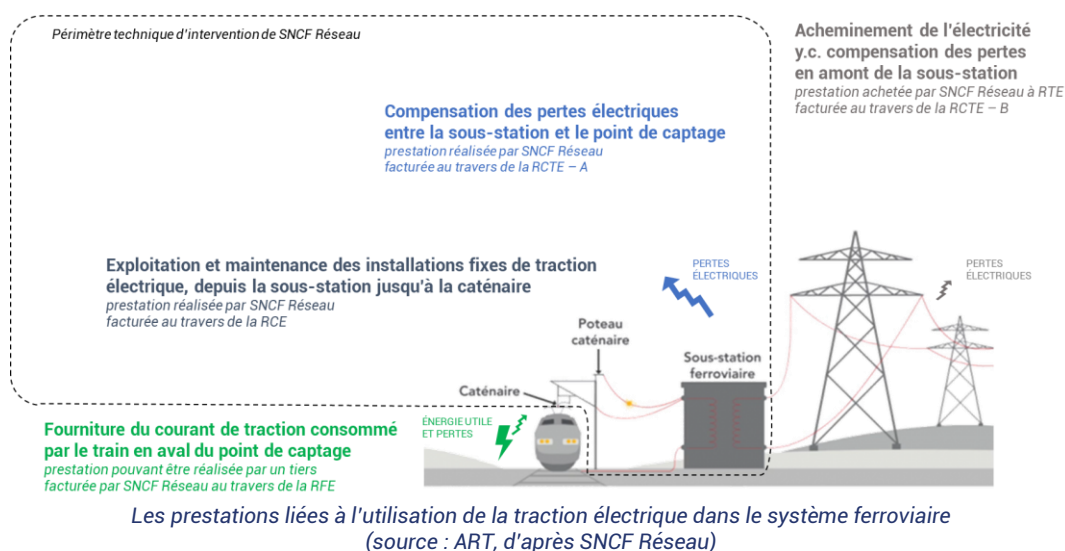 Périmètre technique d'intervention de SNCF Réseau
Acheminement de l'électricité
y.c. compensation des pertes
en amont de la sous-station
prestation achetée par SNCF Réseau à RTE
facturée au travers de la RCTE – B
Compensation des pertes électriques
entre la sous-station et le point de captage
prestation réalisée par SNCF Réseau
facturée au travers de la RCTE – A
Exploitation et maintenance des installations fixes de traction
électrique, depuis la sous-station jusqu'à la caténaire
prestation réalisée par SNCF Réseau
facturée au travers de la RCE
PERTES
ÉLECTRIQUES
PERTES
ÉLECTRIQUES
Poteau
caténaire
Sous-station
ferroviaire
Caténaire
ÉNERGIE UTILE
ET PERTES
Fourniture du courant de traction consommé
par le train en aval du point de captage
prestation pouvant être réalisée par un tiers
facturée par SNCF Réseau au travers de la RFE
Les prestations liées à l'utilisation de la traction électrique dans le système ferroviaire
(source : ART, d'après SNCF Réseau)